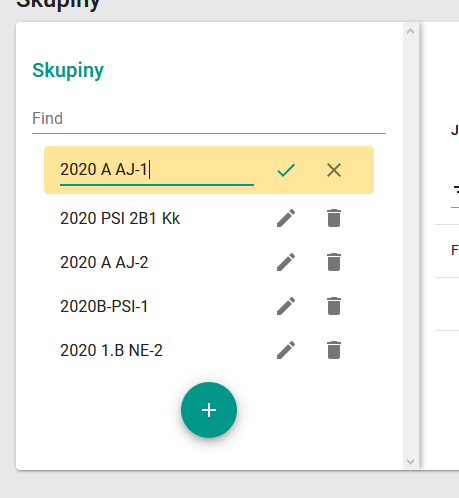 Skupiny
Skupiny
Find
2020 A AJ-1
2020 PSI 2B1 Kk
2020 A AJ-2
2020B-PSI-1
2020 1.B NE-2
J
F